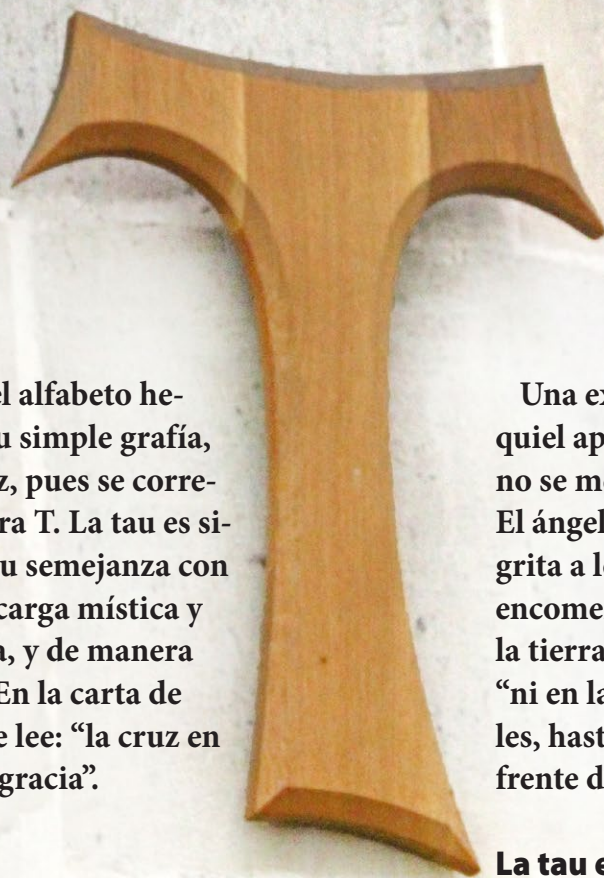 el alfabeto he-
u simple grafía,
z, pues se corre-
ra T. La tau es si-
u semejanza con
carga mística y
a, y de manera
En la carta de
e lee: “la cruz en
gracia”.
Una ex
quiel ap
no se m
El ángel
grita a l
encome
la tierra
“ni en la
les, hast
frente d
La tau e